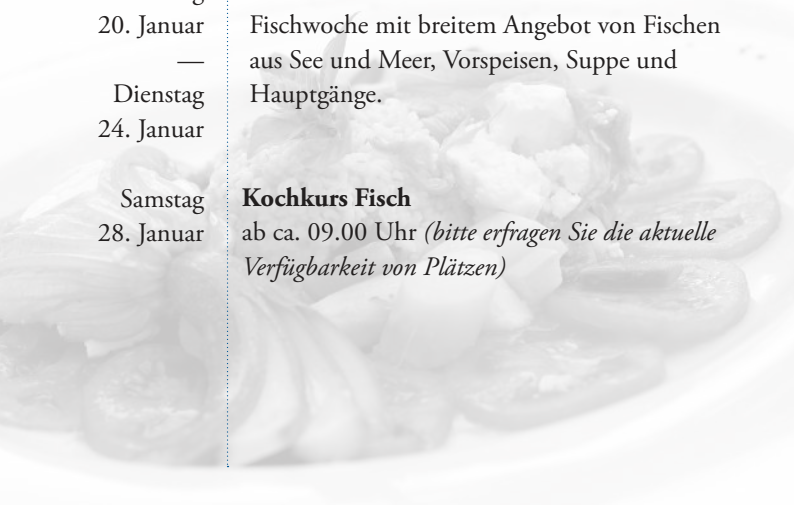 20. Januar
—
Dienstag
24. Januar
Fischwoche mit breitem Angebot von Fischen
aus See und Meer, Vorspeisen, Suppe und
Hauptgänge.
Samstag
28. Januar
Kochkurs Fisch
ab ca. 09.00 Uhr (bitte erfragen Sie die aktuelle
Verfügbarkeit von Plätzen)